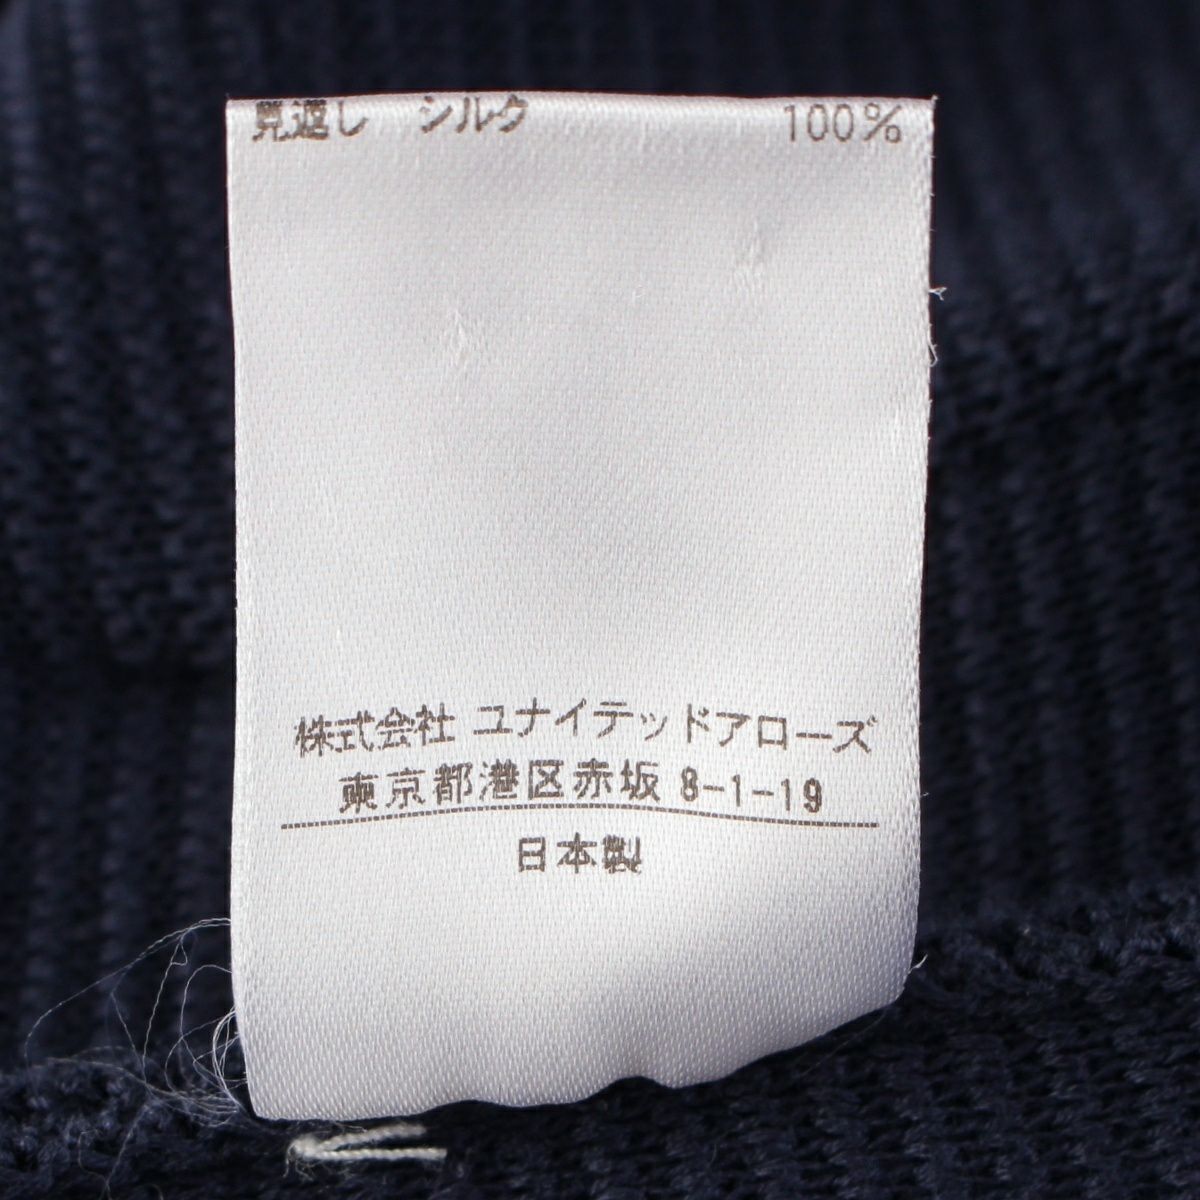 見返し シルク 100%
株式会社 ユナイテッドアローズ
東京都港区赤坂 8-1-19
日本製